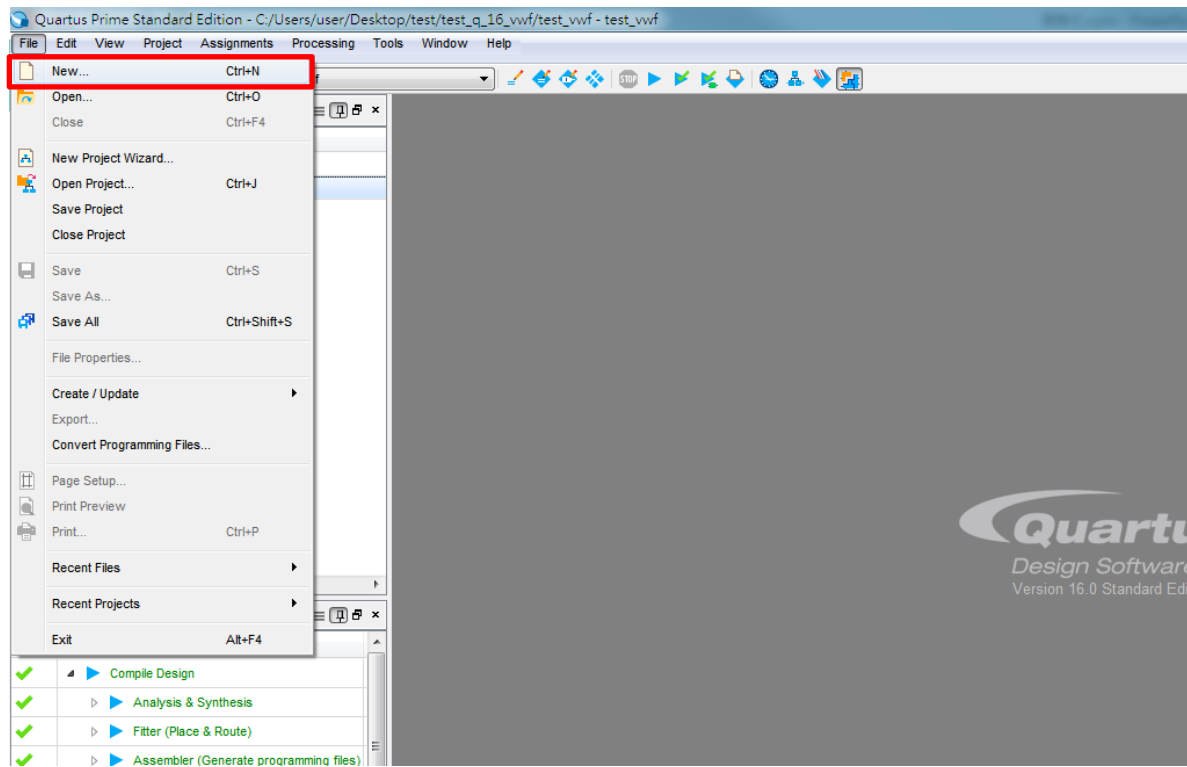 Quartus Prime Standard Edition - C:/Users/user/Desktop/test/test_q_16_vwf/test_vwf - test_vwf
File Edit View Project Assignments Processing Tools Window Help
New... Ctrl+N
Open... Ctrl+O
Close Ctrl+F4
New Project Wizard...
Open Project... Ctrl+J
Save Project
Close Project
Save Ctrl+S
Save As...
Save All Ctrl+Shift+S
File Properties...
Create / Update
Export...
Convert Programming Files...
Page Setup...
Print Preview
Print... Ctrl+P
Recent Files
Recent Projects
Exit Alt+F4
STOP
Quartu
Design Software
Version 16.0 Standard Edi
Compile Design
Analysis & Synthesis
Fitter (Place & Route)
Assembler (Generate programming files)